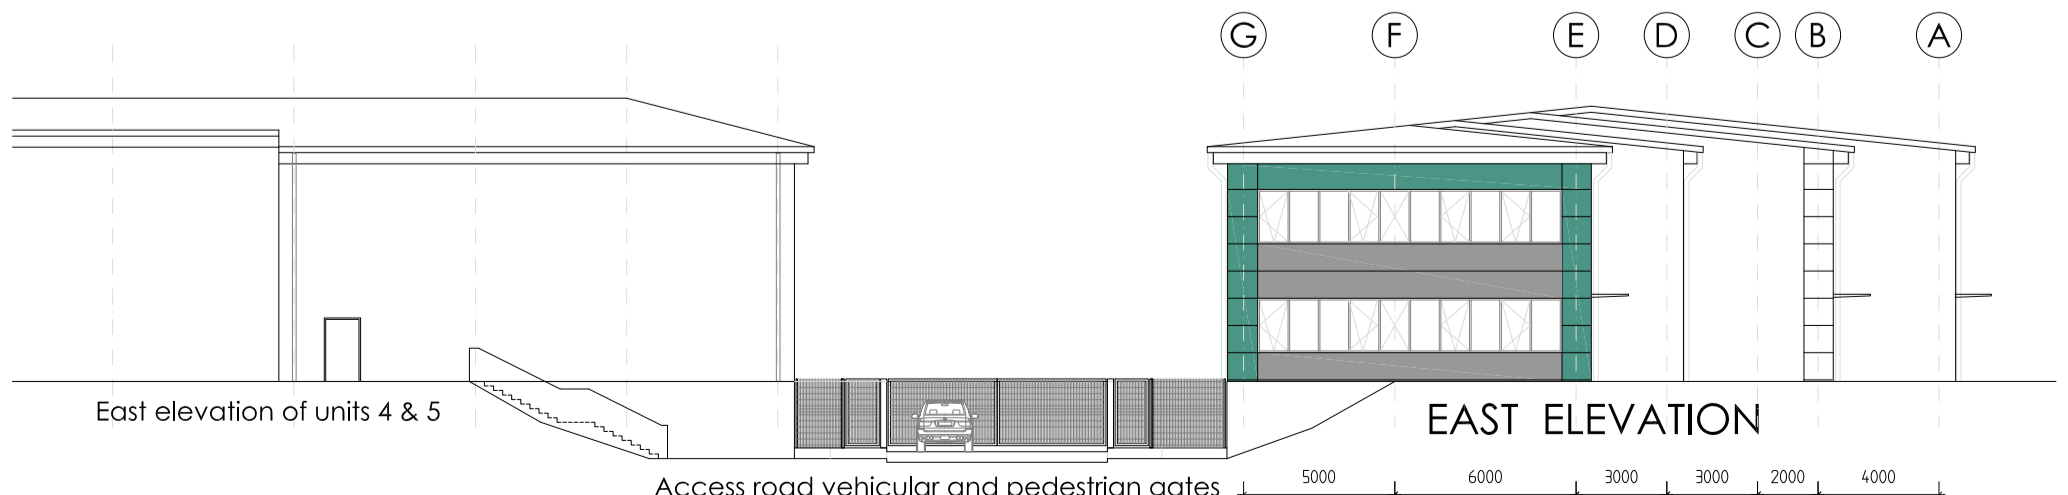 G F E D C B A
East elevation of units 4 & 5
EAST ELEVATION
5000 6000 3000 3000 2000 4000
Access road vehicular and pedestrian gates